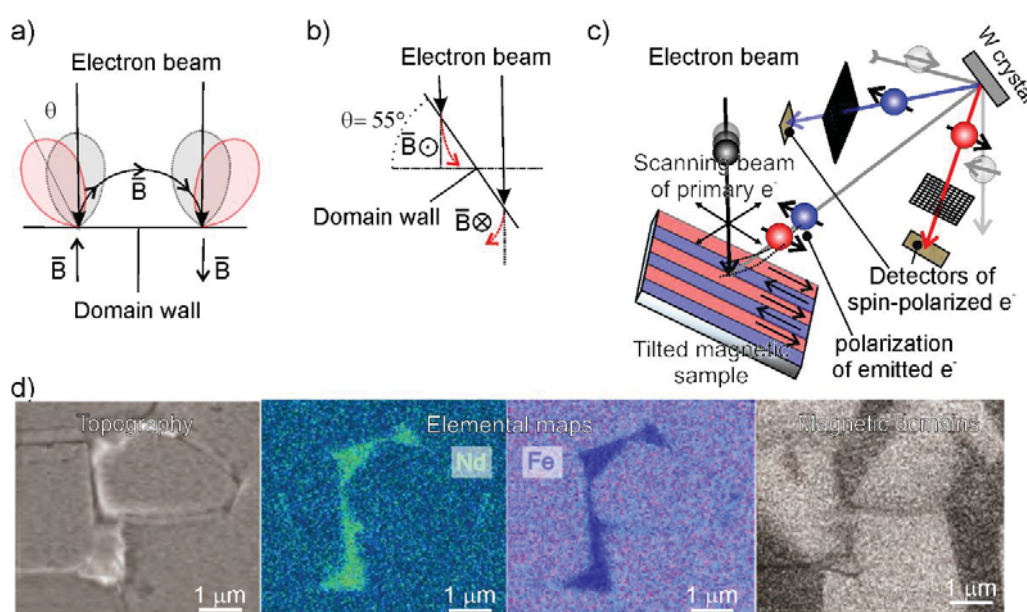 a)
Electron beam
θ
B̅
B̅
B̅
Domain wall
b)
Electron beam
θ= 55°
B̅
Domain wall
B̅
c)
Electron beam
W crystal
Scanning beam
of primary e⁻
Detectors of
spin-polarized e⁻
Tilted magnetic
sample
polarization
of emitted e⁻
d)
Topography
Elemental maps
Magnetic domains
Nd
Fe
1 μm
1 μm
1 μm
1 μm